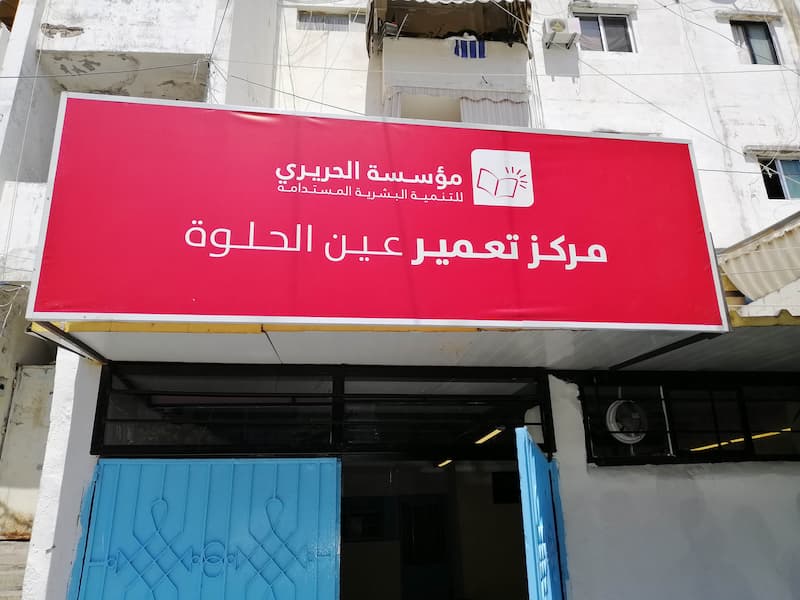 مؤسسة الحريري
للتنمية البشرية المستدامة
مركز تعمير عين الحلوة